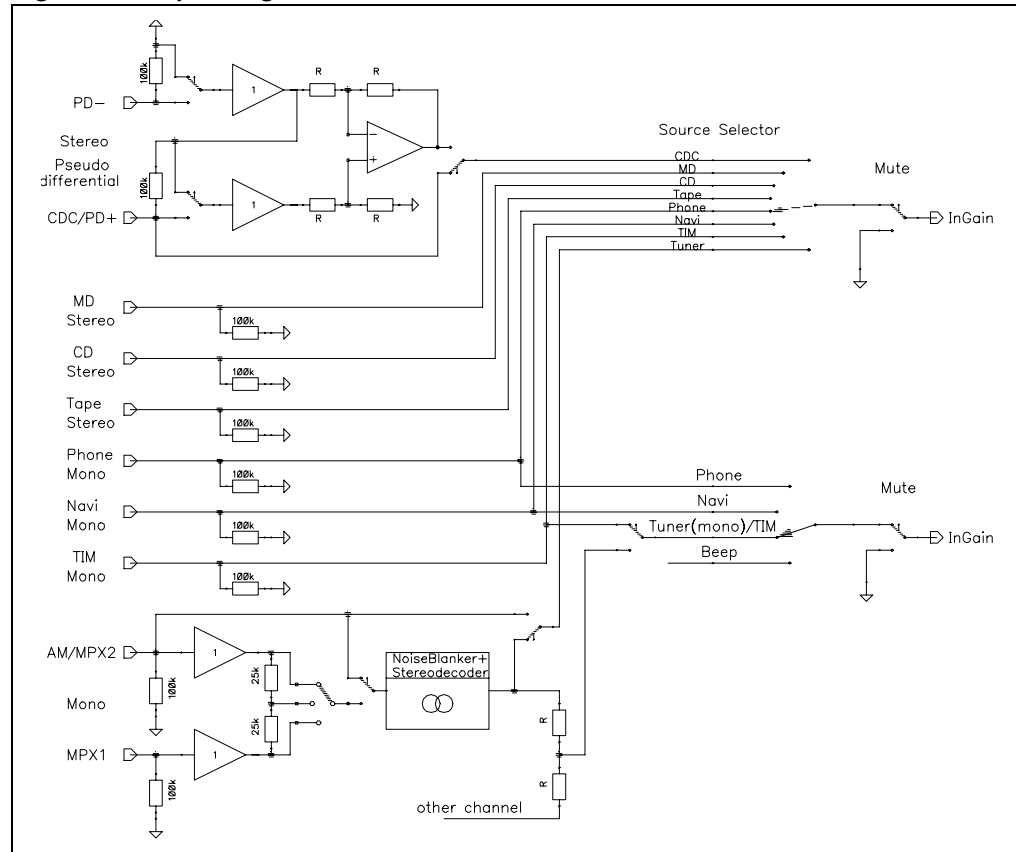 100k
1
R
R
PD-
Stereo
Pseudo
differential
100k
1
R
R
CDC/PD+
Source Selector
CDC
MD
CD
Tape
Phone
Navi
TIM
Tuner
Mute
InGain
MD
Stereo
100k
CD
Stereo
100k
Tape
Stereo
100k
Phone
Mono
100k
Navi
Mono
100k
TIM
Mono
100k
Phone
Navi
Tuner(mono)/TIM
Beep
Mute
InGain
AM/MPX2
100k
1
25k
Mono
25k
MPX1
100k
1
NoiseBlanker+
Stereodecoder
R
R
other channel